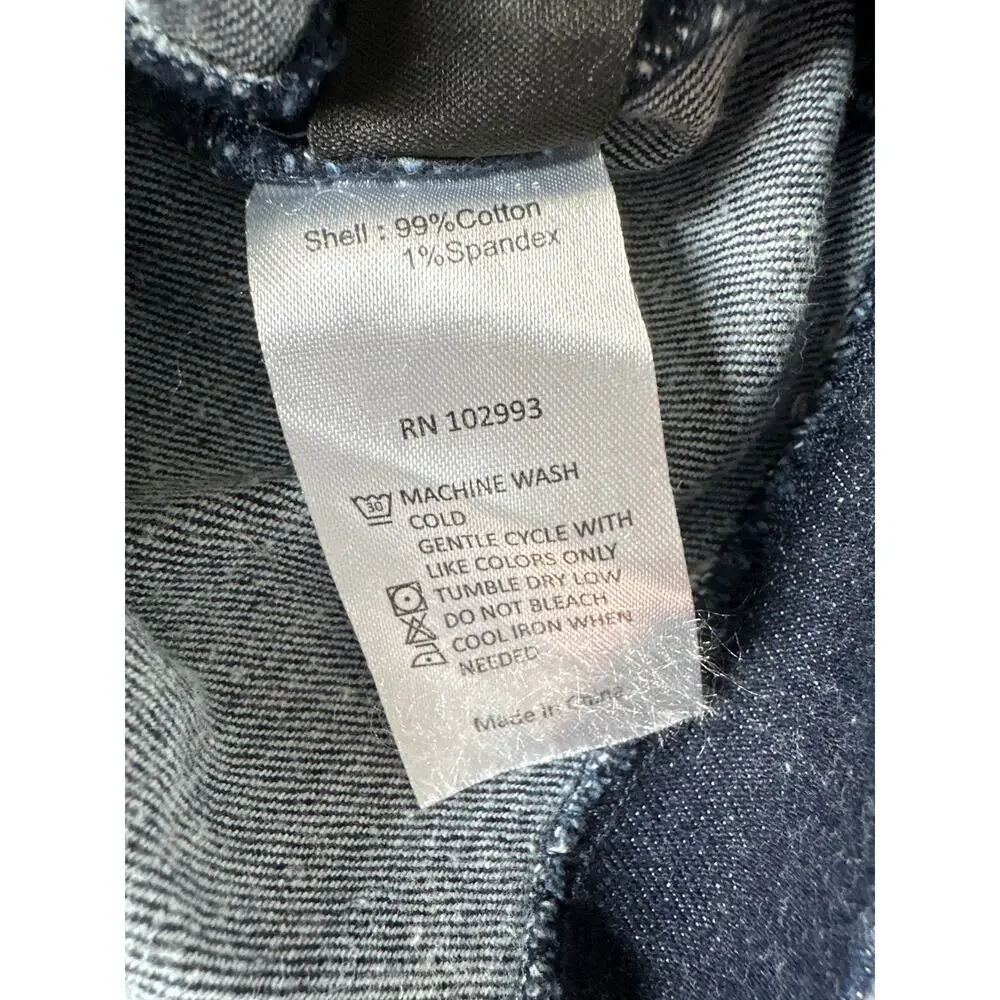 Shell : 99%Cotton
1%Spandex
RN 102993
30
MACHINE WASH
COLD
GENTLE CYCLE WITH
LIKE COLORS ONLY
TUMBLE DRY LOW
DO NOT BLEACH
COOL IRON WHEN
NEEDED
Made in China